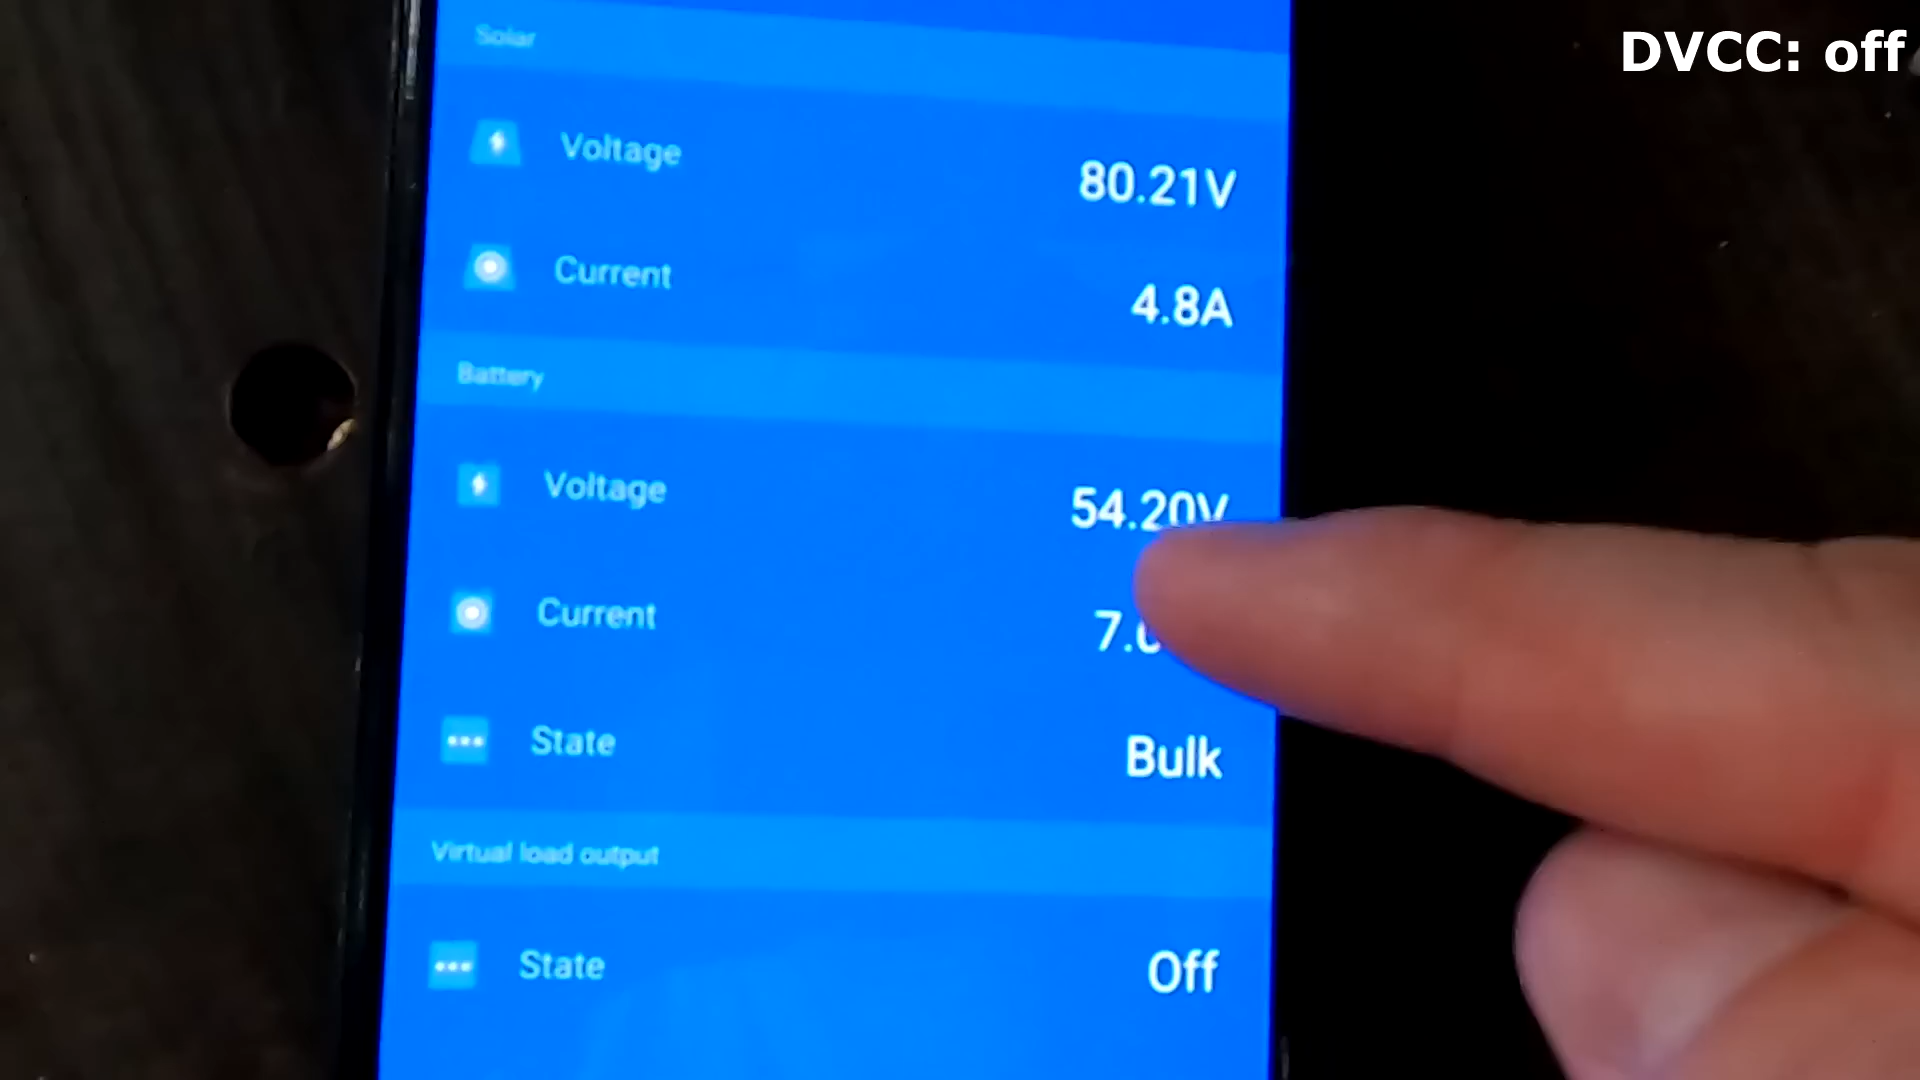 DVCC: off
Solar
Voltage
80.21V
Current
4.8A
Battery
Voltage
54.20V
Current
State
Bulk
Virtual load output
State
Off